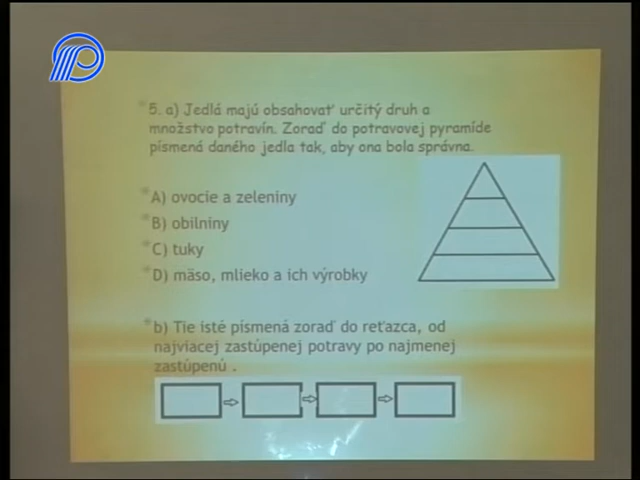 5. a) Jedlá majú obsahovať určitý druh a
množstvo potravín. Zoraď do potravovej pyramíde
písmená daného jedla tak, aby ona bola správna.
A) ovocie a zeleniny
B) obilniny
C) tuky
D) mäso, mlieko a ich výrobky
b) Tie isté písmená zoraď do reťazca, od
najviacej zastúpenej potravy po najmenej
zastúpenú .